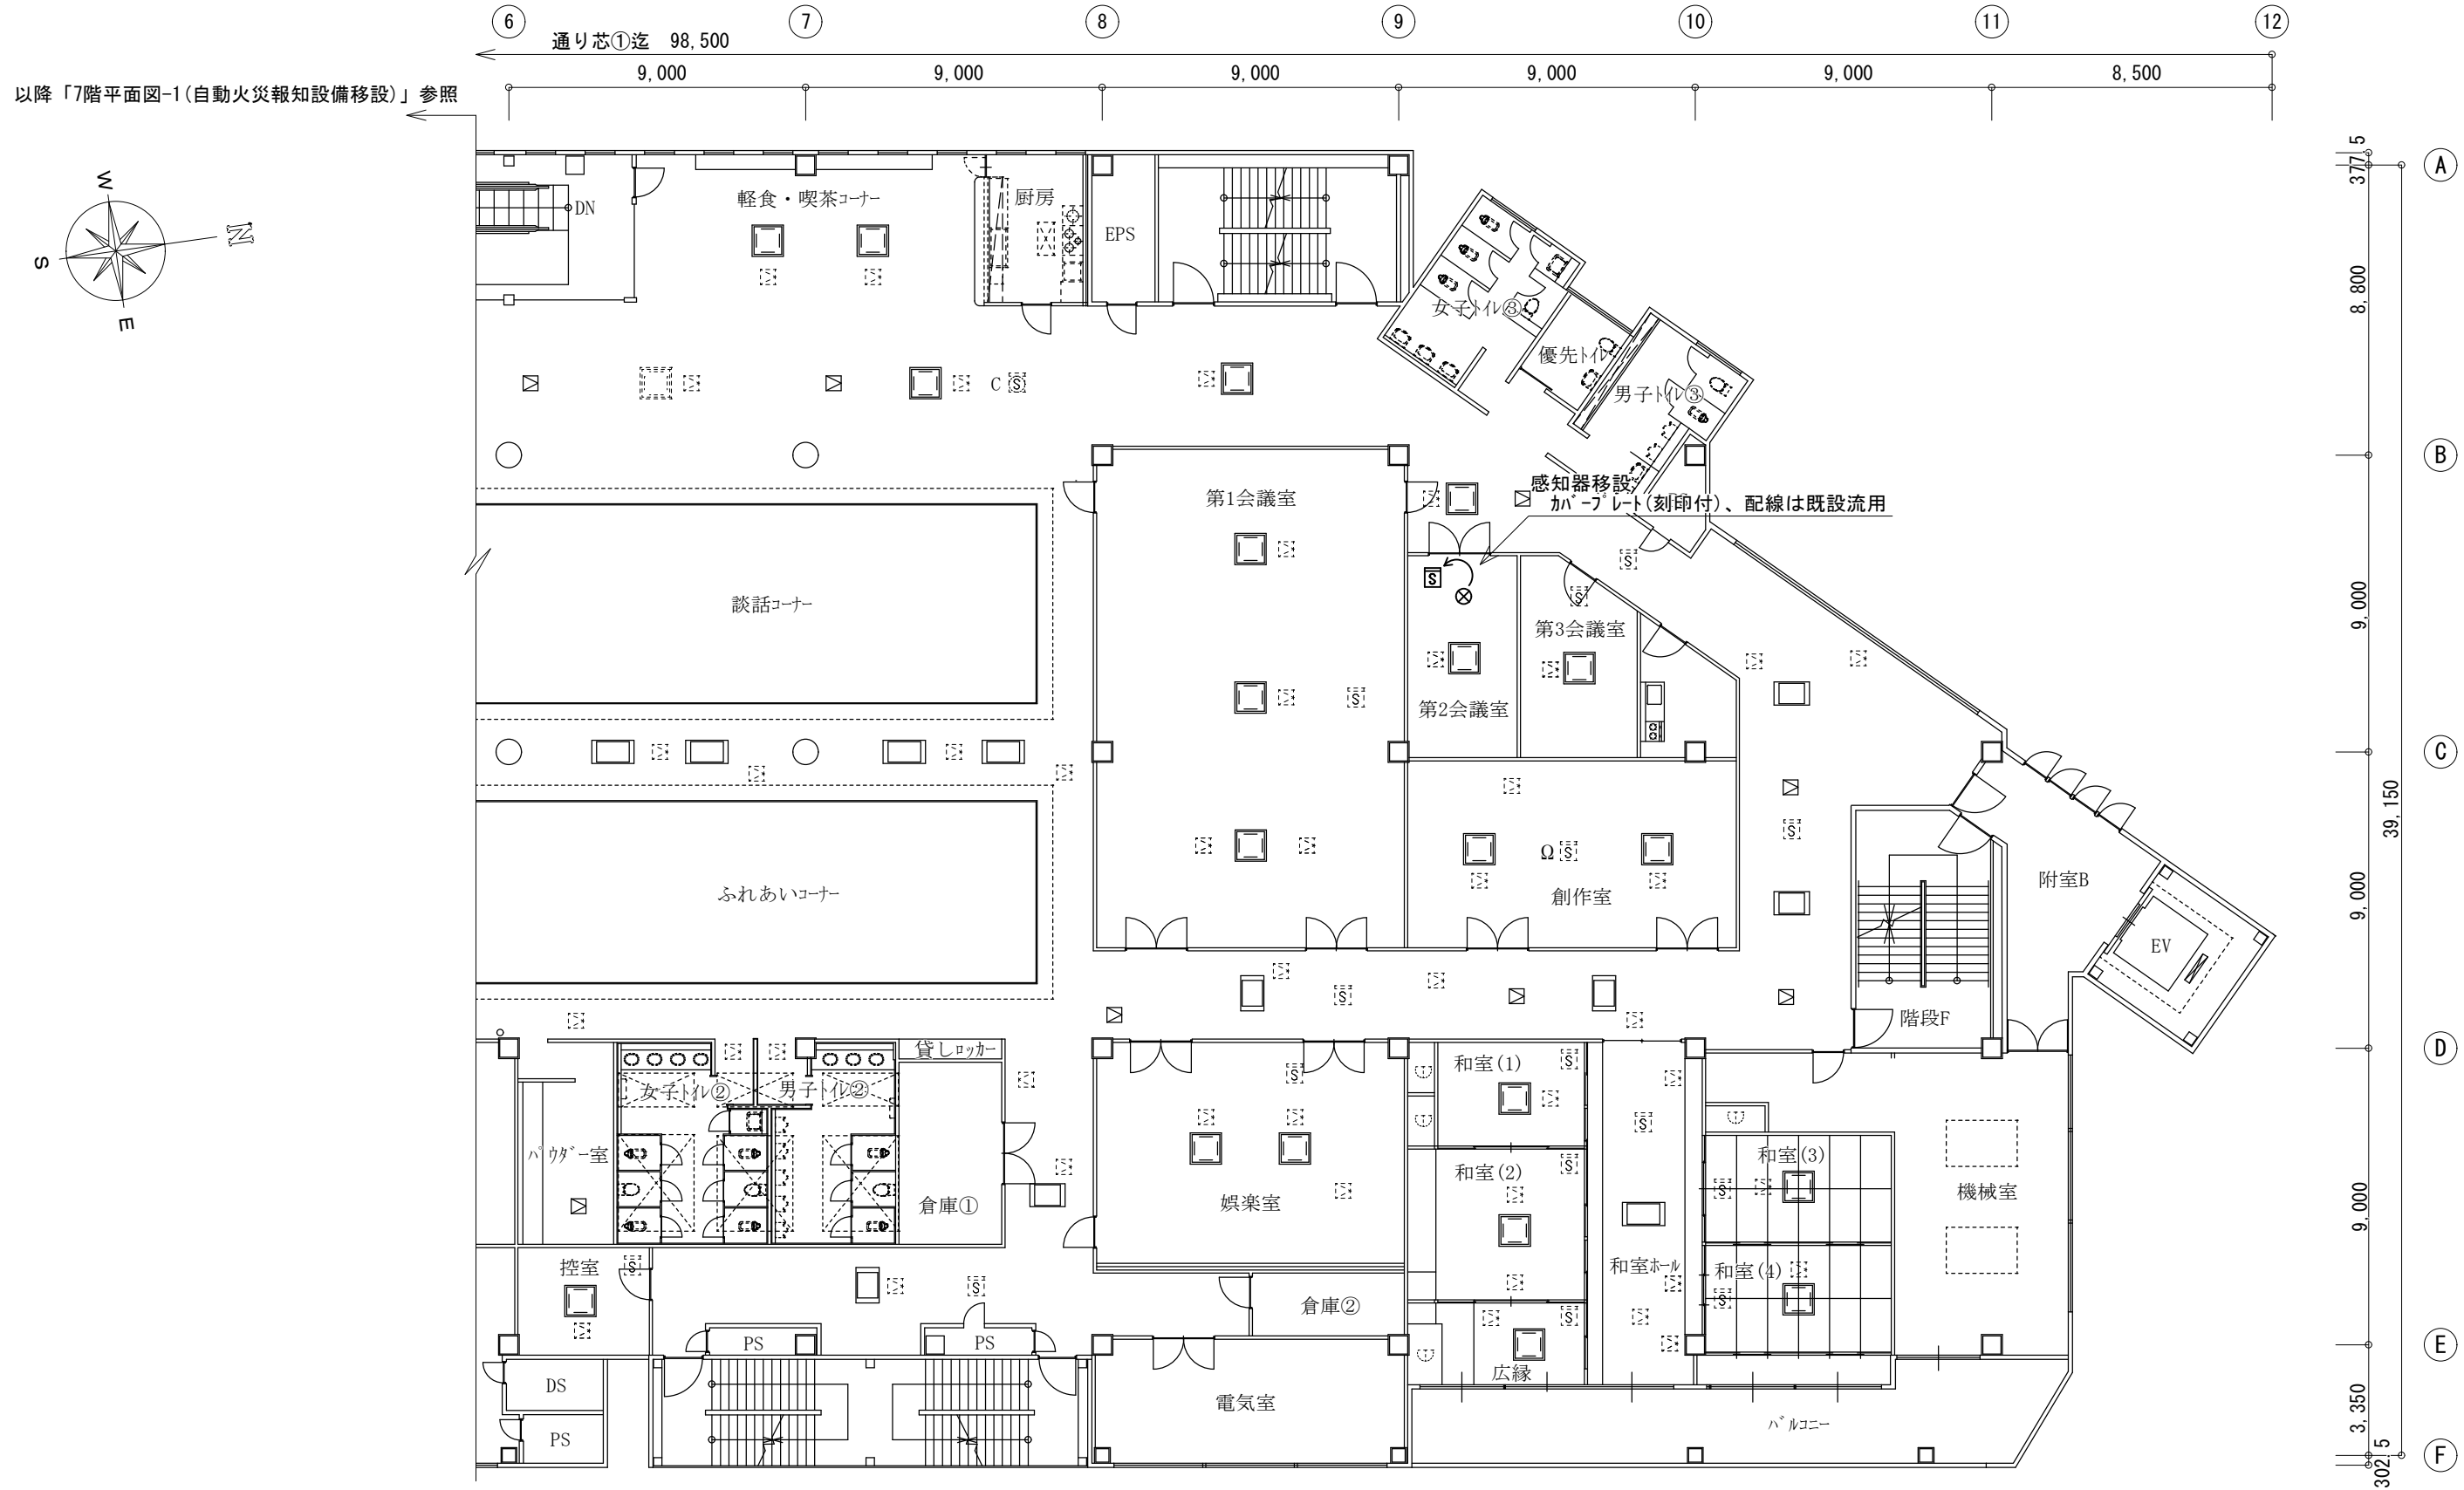 6 7 8 9 10 11 12
通り芯①迄 98,500
9,000 9,000 9,000 9,000 9,000 8,500
以降「7階平面図-1(自動火災報知設備移設)」参照
W
N
S
E
377.5
A
8,800
B
9,000
39,150
C
9,000
D
9,000
E
3,350
302.5
F
DN
軽食・喫茶コーナー
厨房
EPS
女子トイレ③
優先トイレ
男子トイレ③
C S
感知器移設
カバープレート(刻印付)、配線は既設流用
第1会議室
S
S
S
談話コーナー
第3会議室
S
第2会議室
Ω S
S
創作室
ふれあいコーナー
附室B
EV
S
階段F
貸しロッカー
女子トイレ②
男子トイレ②
S
和室(1)
S
S
パウダー室
和室(2)
S
和室(3)
S
倉庫①
娯楽室
機械室
控室
S
S
和室ホール
和室(4)
S
倉庫②
S
PS
PS
広縁
DS
電気室
バルコニー
PS